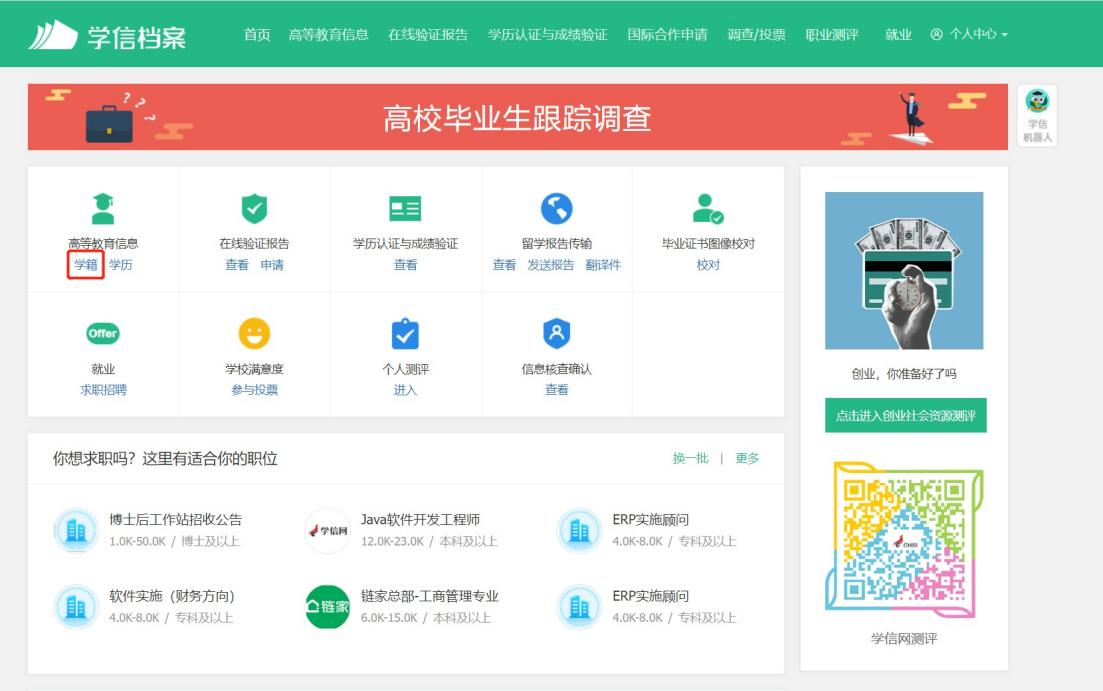 学信档案
首页 高等教育信息 在线验证报告 学历认证与成绩验证 国际合作申请 调查/投票 职业测评 就业 个人中心
高校毕业生跟踪调查
学信
机器人
高等教育信息
学籍 学历
在线验证报告
查看 申请
学历认证与成绩验证
查看
留学报告传输
查看 发送报告 翻译件
毕业证书图像校对
校对
Offer
就业
求职招聘
学校满意度
参与投票
个人测评
进入
信息核查确认
查看
创业，你准备好了吗
点击进入创业社会资源测评
CHSI
学信网测评
你想求职吗？这里有适合你的职位
换一批 | 更多
博士后工作站招收公告
1.0K-50.0K / 博士及以上
学信网
Java软件开发工程师
12.0K-23.0K / 本科及以上
ERP实施顾问
4.0K-8.0K / 专科及以上
软件实施（财务方向）
4.0K-8.0K / 专科及以上
链家
链家总部-工商管理专业
6.0K-15.0K / 本科及以上
ERP实施顾问
4.0K-8.0K / 专科及以上